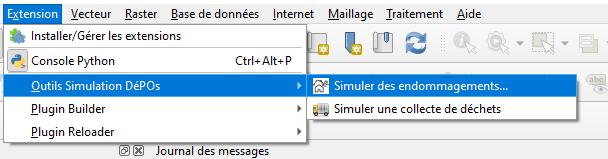 Extension Vecteur Raster Base de données Internet Maillage Traitement Aide
Installer/Gérer les extensions
Console Python Ctrl+Alt+P
Outils Simulation DéPOs
Simuler des endommagements...
Plugin Builder
Simuler une collecte de déchets
Plugin Reloader
Journal des messages